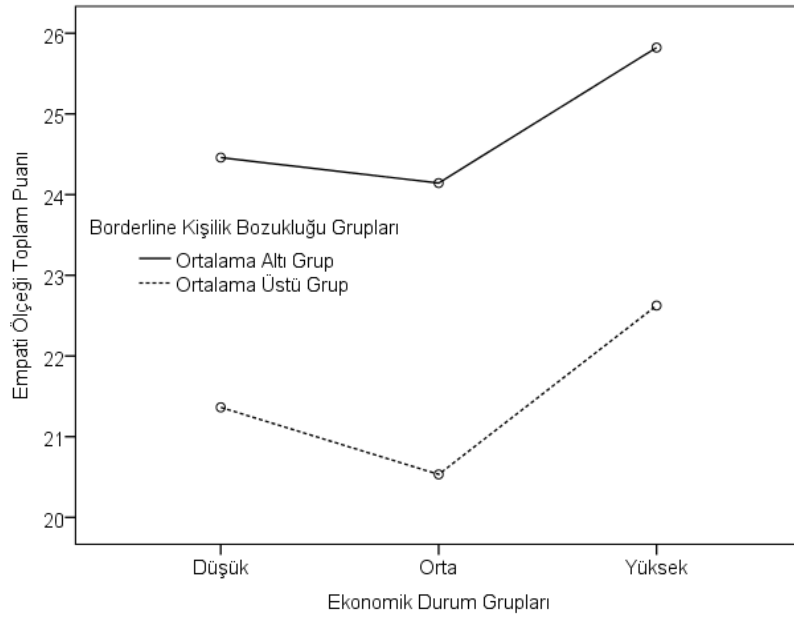 26
25
24
23
22
21
20
Empati Ölçeği Toplam Puanı
Borderline Kişilik Bozukluğu Grupları
Ortalama Altı Grup
Ortalama Üstü Grup
Düşük Orta Yüksek
Ekonomik Durum Grupları